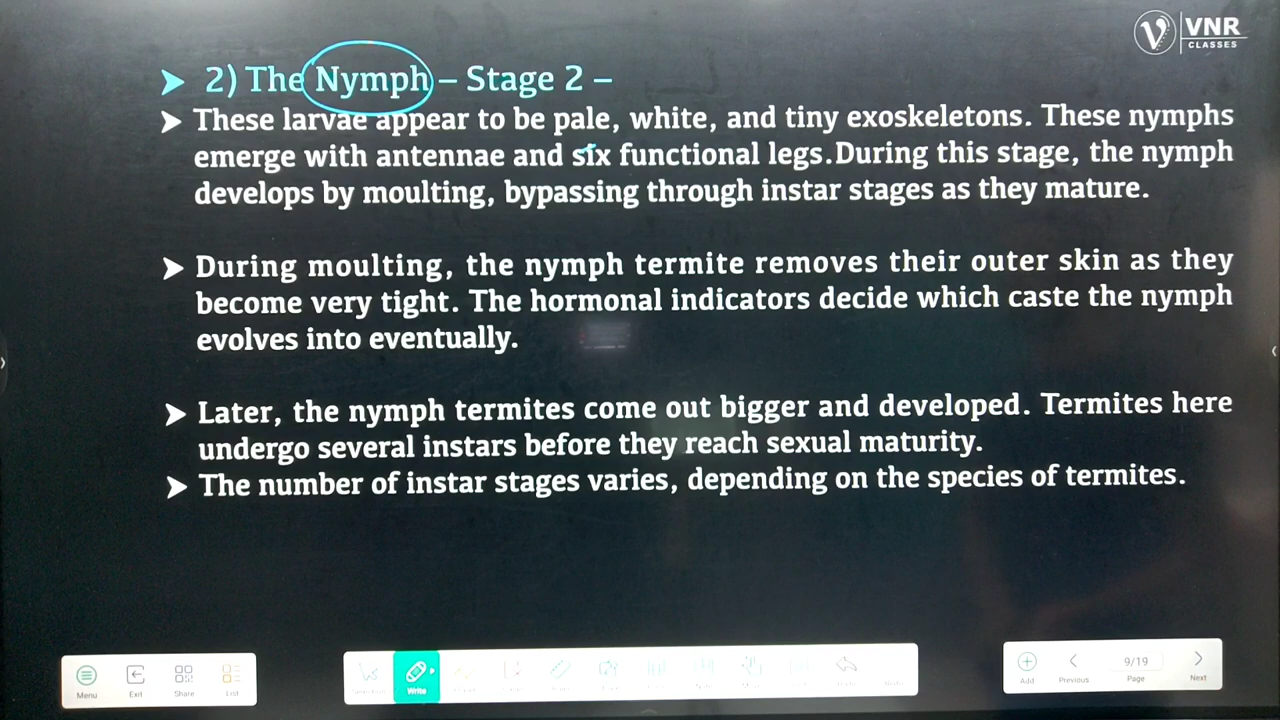 VNR
CLASSES
2) The Nymph – Stage 2 –
These larvae appear to be pale, white, and tiny exoskeletons. These nymphs
emerge with antennae and six functional legs.During this stage, the nymph
develops by moulting, bypassing through instar stages as they mature.
During moulting, the nymph termite removes their outer skin as they
become very tight. The hormonal indicators decide which caste the nymph
evolves into eventually.
Later, the nymph termites come out bigger and developed. Termites here
undergo several instars before they reach sexual maturity.
The number of instar stages varies, depending on the species of termites.
Menu Exit Share List Write Add Previous 9/19 Page Next